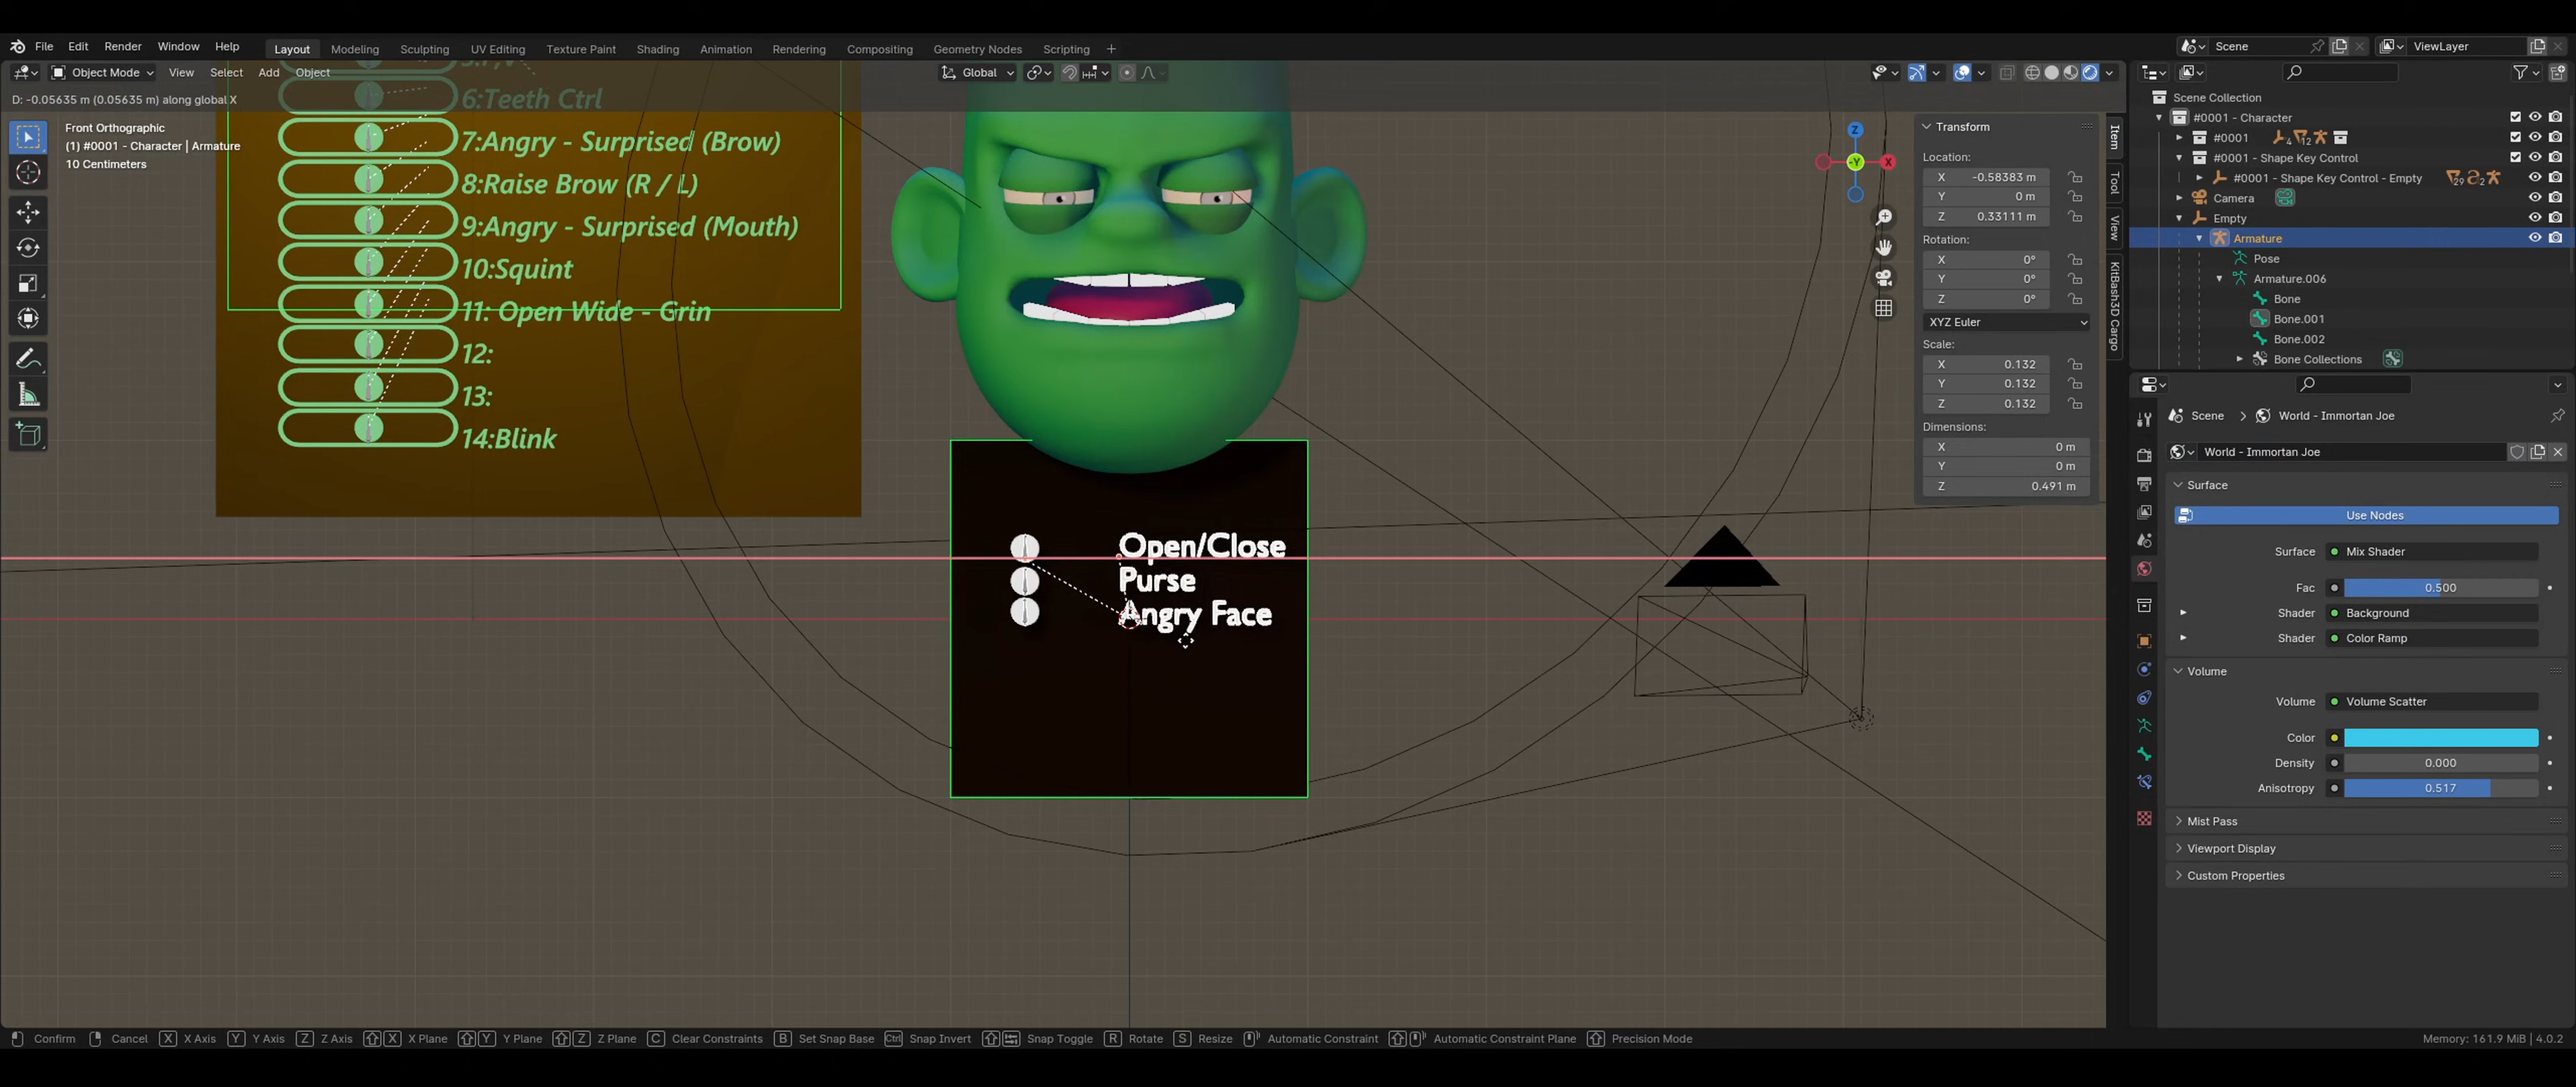 File Edit Render Window Help Layout Modeling Sculpting UV Editing Texture Paint Shading Animation Rendering Compositing Geometry Nodes Scripting +
Scene
ViewLayer
Object Mode View Select Add Object
Global
D: -0.05635 m (0.05635 m) along global X
Front Orthographic
(1) #0001 - Character | Armature
10 Centimeters
6:Teeth Ctrl
7:Angry - Surprised (Brow)
8:Raise Brow (R / L)
9:Angry - Surprised (Mouth)
10:Squint
11: Open Wide - Grin
12:
13:
14:Blink
Open/Close
Purse
Angry Face
Z
-Y
X
Transform
Location:
X -0.58383 m
Y 0 m
Z 0.33111 m
Rotation:
X 0°
Y 0°
Z 0°
XYZ Euler
Scale:
X 0.132
Y 0.132
Z 0.132
Dimensions:
X 0 m
Y 0 m
Z 0.491 m
Item
Tool
View
KitBash3D Cargo
Scene Collection
#0001 - Character
#0001 4 12
#0001 - Shape Key Control
#0001 - Shape Key Control - Empty 29 2
Camera
Empty
Armature
Pose
Armature.006
Bone
Bone.001
Bone.002
Bone Collections
Scene > World - Immortan Joe
World - Immortan Joe
Surface
Use Nodes
Surface Mix Shader
Fac 0.500
Shader Background
Shader Color Ramp
Volume
Volume Volume Scatter
Color
Density 0.000
Anisotropy 0.517
Mist Pass
Viewport Display
Custom Properties
Confirm Cancel X X Axis Y Y Axis Z Z Axis X X Plane Y Y Plane Z Z Plane C Clear Constraints B Set Snap Base Ctrl Snap Invert Snap Toggle R Rotate S Resize Automatic Constraint Automatic Constraint Plane Precision Mode
Memory: 161.9 MiB | 4.0.2